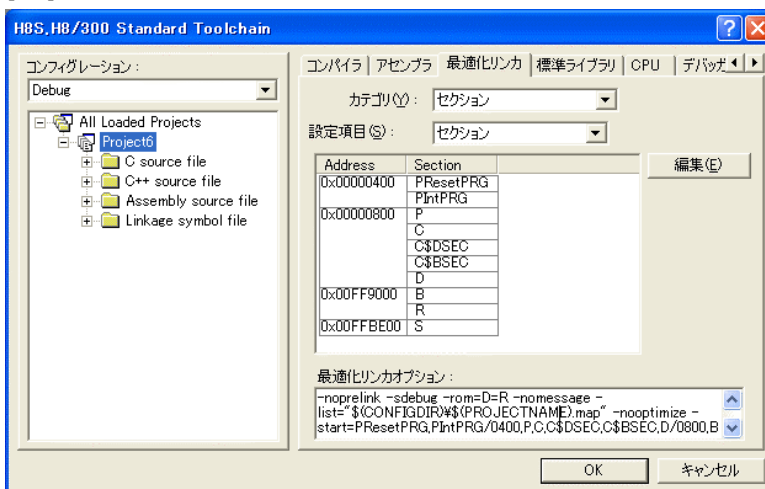 H8S,H8/300 Standard Toolchain
コンフィグレーション :
Debug
All Loaded Projects
Project6
C source file
C++ source file
Assembly source file
Linkage symbol file
コンパイラ アセンブラ 最適化リンカ 標準ライブラリ CPU デバッガ
カテゴリ(Y) : セクション
設定項目(S) : セクション
Address Section
0x00000400 PResetPRG
PIntPRG
0x00000800 P
C
C$DSEC
C$BSEC
D
0x00FF9000 B
R
0x00FFBE00 S
編集(E)
最適化リンカオプション :
-noprelink -sdebug -rom=D=R -nomessage -
list="$(CONFIGDIR)¥$(PROJECTNAME).map" -nooptimize -
start=PResetPRG,PIntPRG/0400,P,C,C$DSEC,C$BSEC,D/0800,B
OK キャンセル